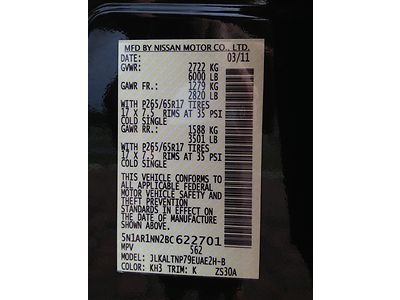 MFD BY NISSAN MOTOR CO., LTD.
DATE: 03/11
GVWR: 2722 KG
6000 LB
GAWR FR.: 1279 KG
2820 LB
WITH P265/65R17 TIRES
17 X 7.5 RIMS AT 35 PSI
COLD SINGLE
GAWR RR.: 1588 KG
3501 LB
WITH P265/65R17 TIRES
17 X 7.5 RIMS AT 35 PSI
COLD SINGLE
THIS VEHICLE CONFORMS TO
ALL APPLICABLE FEDERAL
MOTOR VEHICLE SAFETY AND
THEFT PREVENTION STANDARDS
IN EFFECT ON THE DATE OF
MANUFACTURE SHOWN ABOVE.
5N1AR1NN2BC 622701
MPV 562
MODEL: JLKALTNP79EUAE2H-B
COLOR: KH3 TRIM: K ZS30A